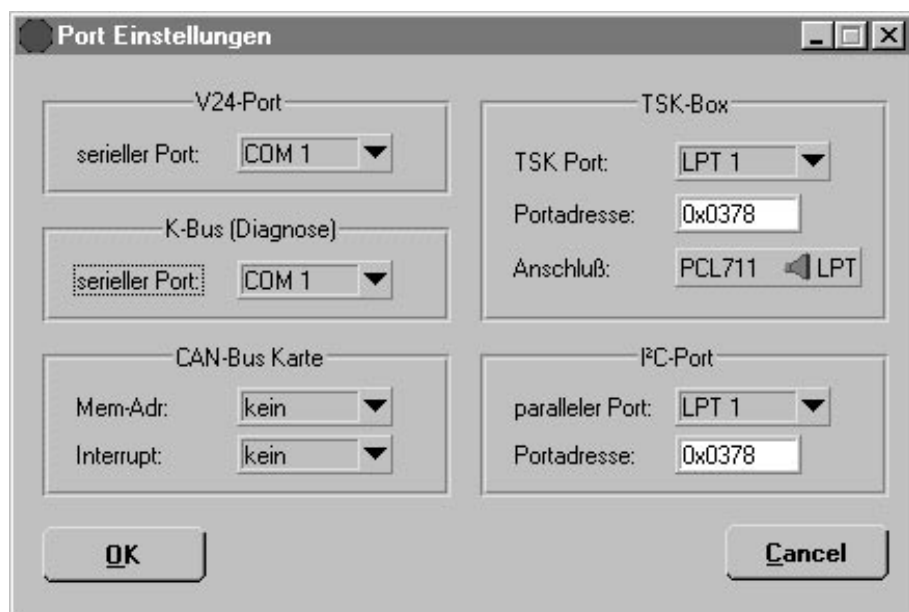 Port Einstellungen
V24-Port
serieller Port: COM 1
K-Bus (Diagnose)
serieller Port: COM 1
CAN-Bus Karte
Mem-Adr: kein
Interrupt: kein
TSK-Box
TSK Port: LPT 1
Portadresse: 0x0378
Anschluß: PCL711 LPT
I²C-Port
paralleler Port: LPT 1
Portadresse: 0x0378
OK
Cancel